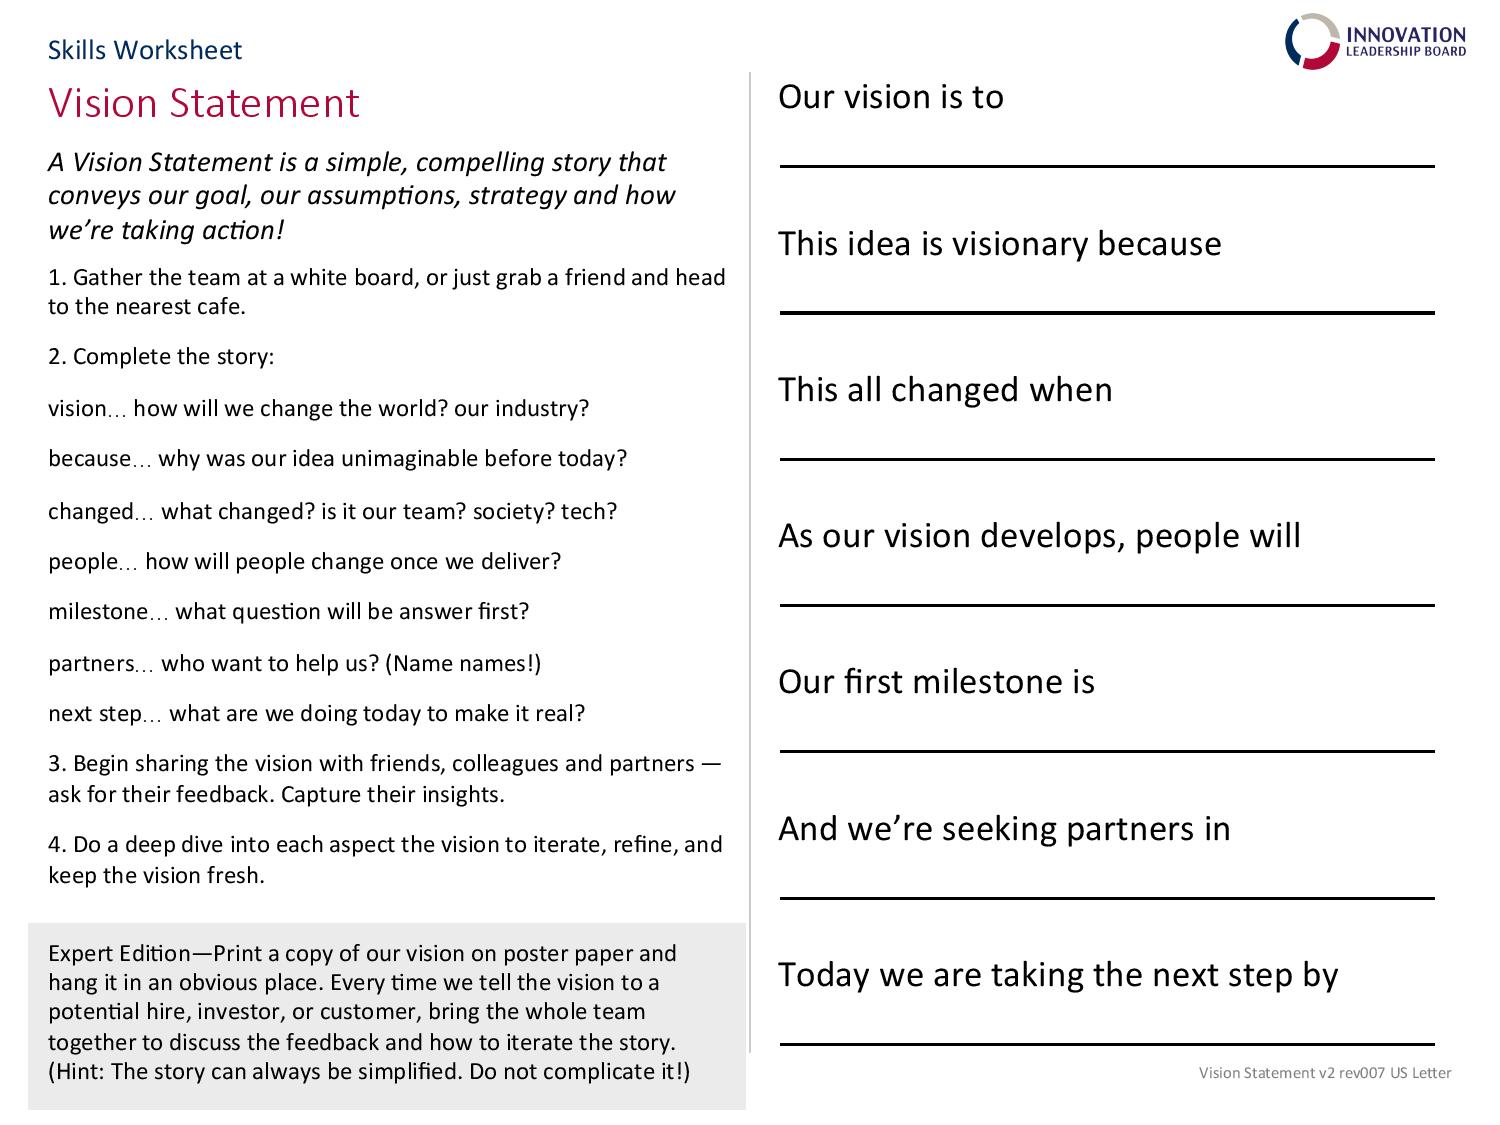 Skills Worksheet
Vision Statement
A Vision Statement is a simple, compelling story that
conveys our goal, our assumptions, strategy and how
we’re taking action!
1. Gather the team at a white board, or just grab a friend and head
to the nearest cafe.
2. Complete the story:
vision… how will we change the world? our industry?
because… why was our idea unimaginable before today?
changed… what changed? is it our team? society? tech?
people… how will people change once we deliver?
milestone… what question will be answer first?
partners… who want to help us? (Name names!)
next step… what are we doing today to make it real?
3. Begin sharing the vision with friends, colleagues and partners —
ask for their feedback. Capture their insights.
4. Do a deep dive into each aspect the vision to iterate, refine, and
keep the vision fresh.
Expert Edition—Print a copy of our vision on poster paper and
hang it in an obvious place. Every time we tell the vision to a
potential hire, investor, or customer, bring the whole team
together to discuss the feedback and how to iterate the story.
(Hint: The story can always be simplified. Do not complicate it!)
INNOVATION
LEADERSHIP BOARD
Our vision is to
This idea is visionary because
This all changed when
As our vision develops, people will
Our first milestone is
And we’re seeking partners in
Today we are taking the next step by
Vision Statement v2 rev007 US Letter